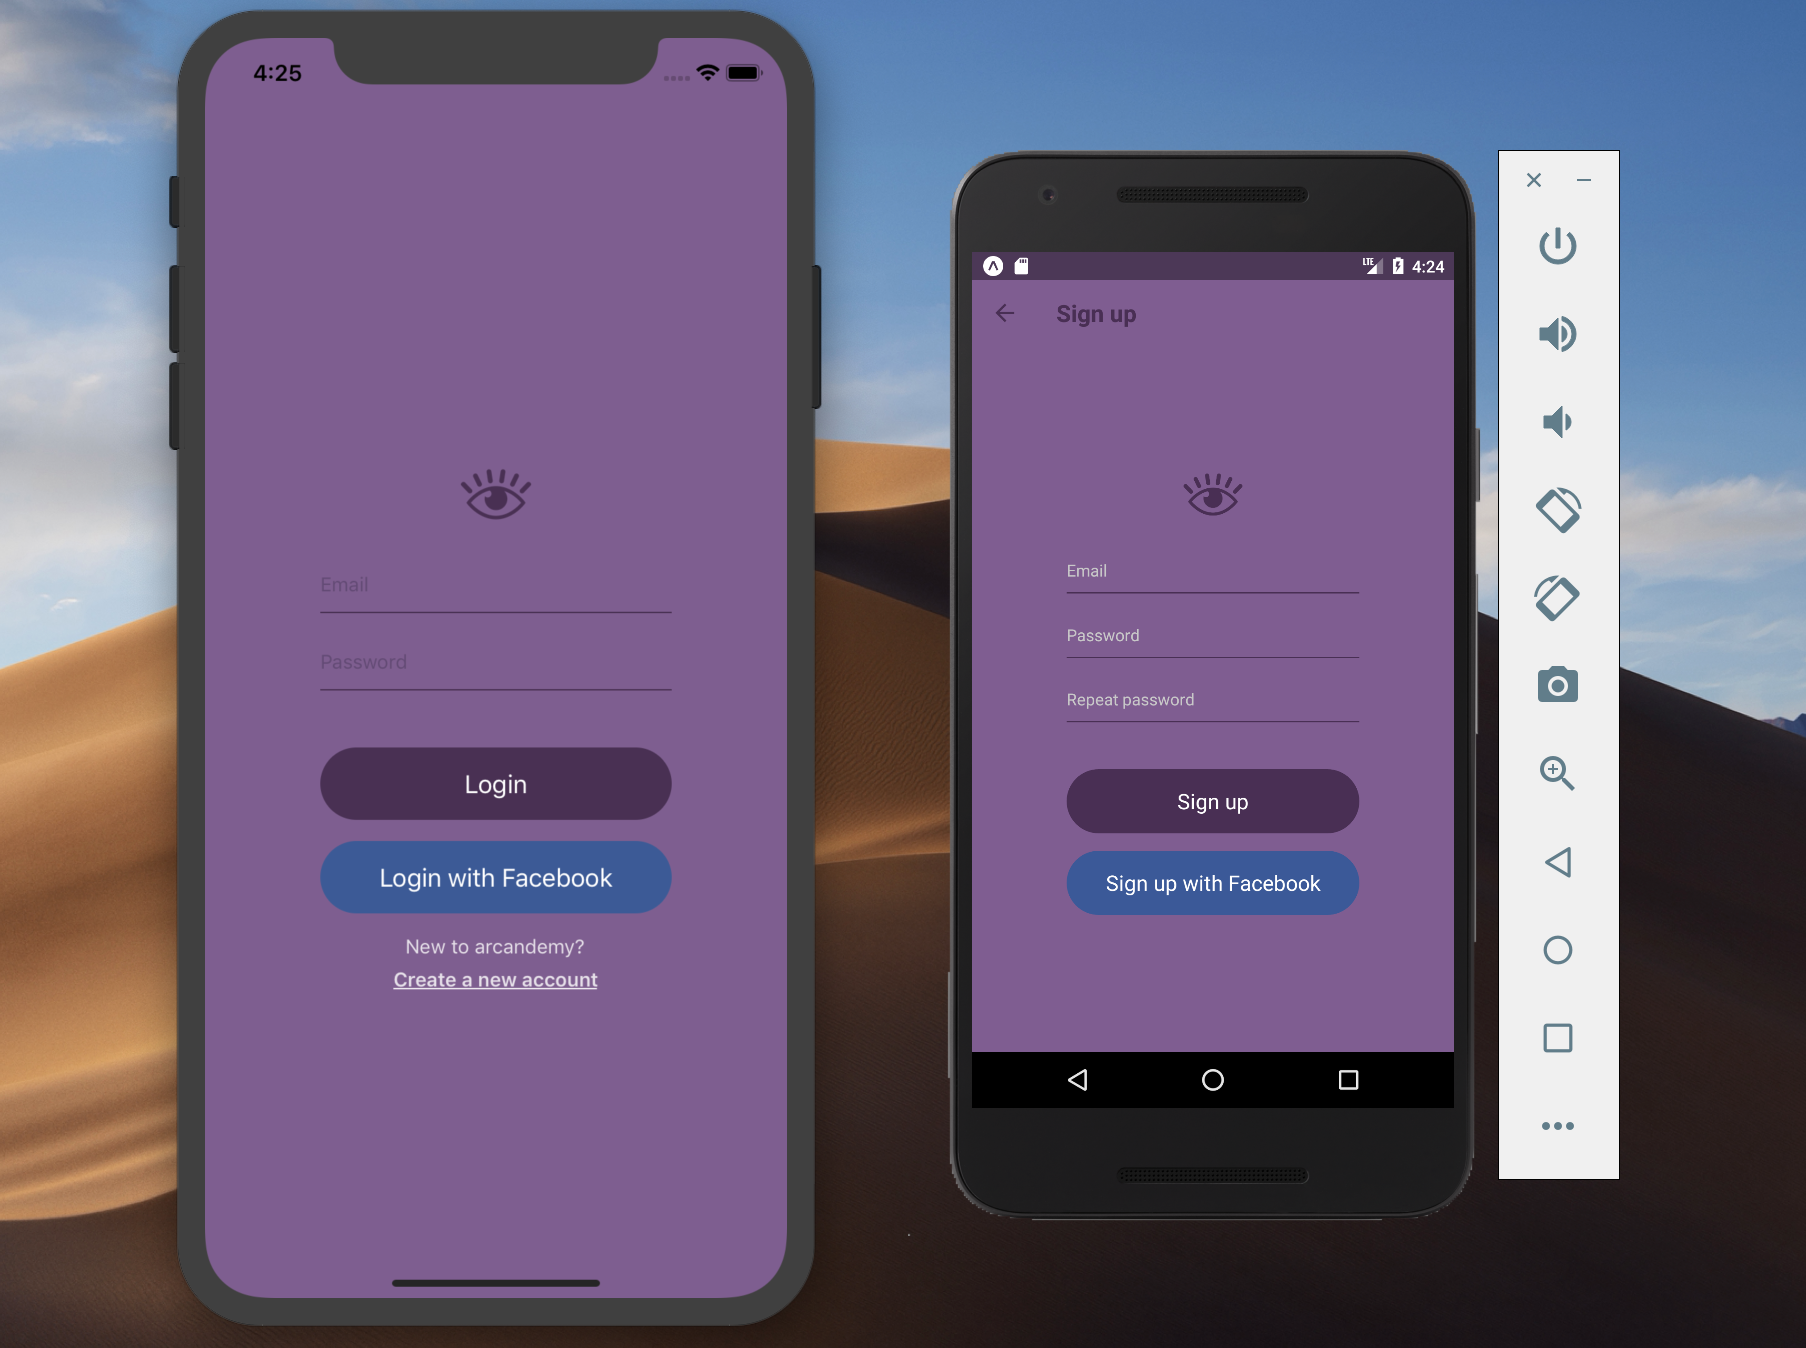 4:25
Email
Password
Login
Login with Facebook
New to arcandemy?
Create a new account
LTE 4:24
Sign up
Email
Password
Repeat password
Sign up
Sign up with Facebook